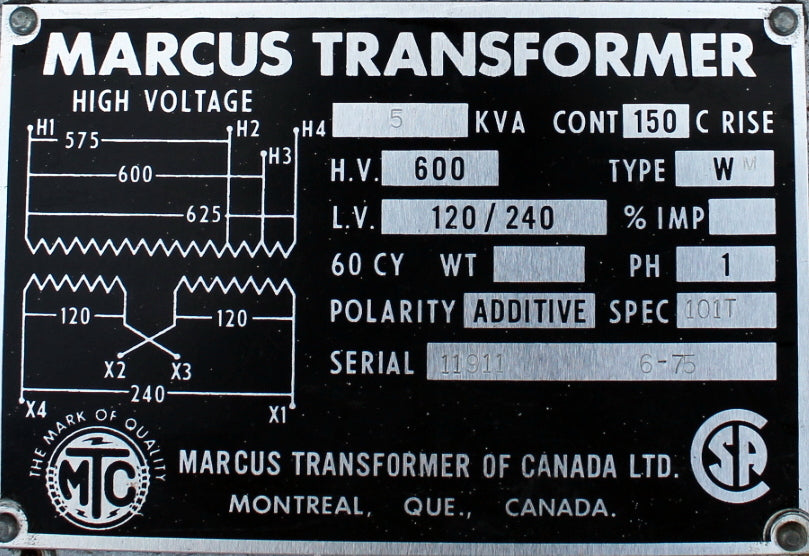 MARCUS TRANSFORMER
HIGH VOLTAGE
H1 575 H2 H4
H3
600
625
120 120
X2 X3
240
X4 X1
5 KVA CONT 150 C RISE
H.V. 600 TYPE WM
L.V. 120/240 % IMP
60 CY WT PH 1
POLARITY ADDITIVE SPEC 101T
SERIAL 11911 6-75
THE MARK OF QUALITY
MTC
MARCUS TRANSFORMER OF CANADA LTD.
MONTREAL, QUE., CANADA.
CSA